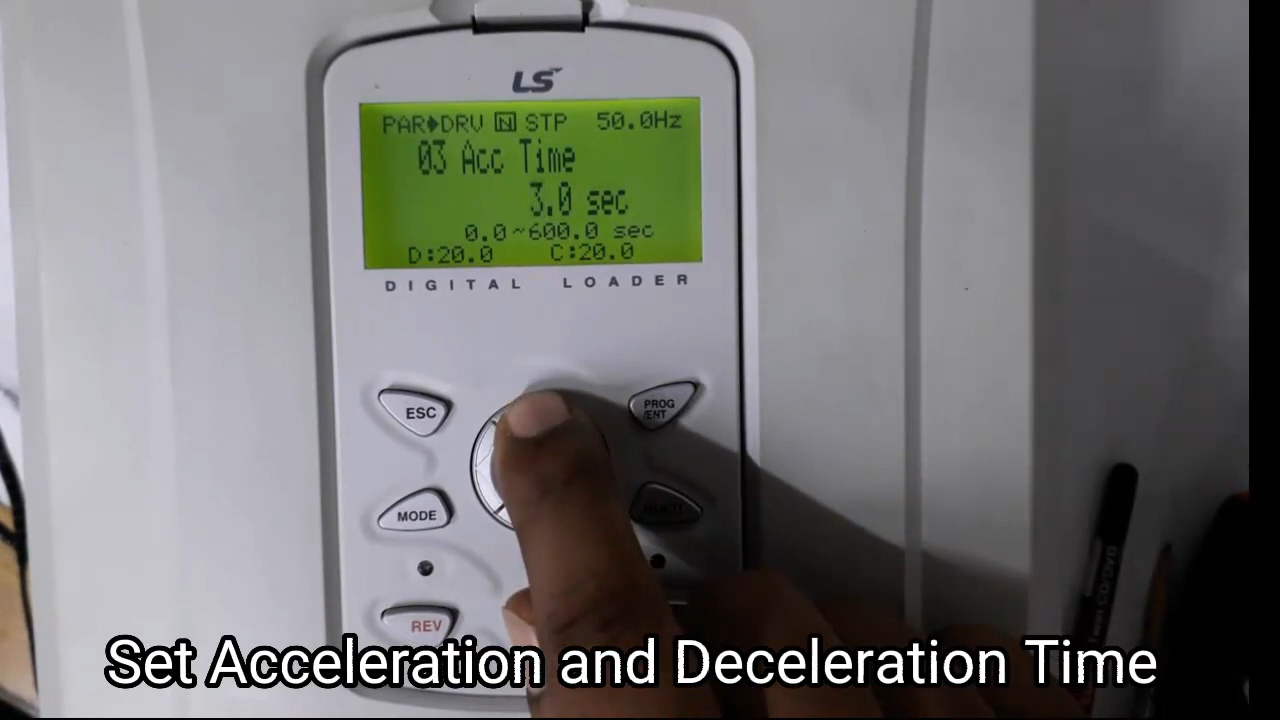 LS
PAR➧DRV N STP 50.0Hz
03 Acc Time
3.0 sec
0.0~600.0 sec
D:20.0 C:20.0
DIGITAL LOADER
ESC
PROG
/ENT
MODE
MULTI
REV
Set Acceleration and Deceleration Time